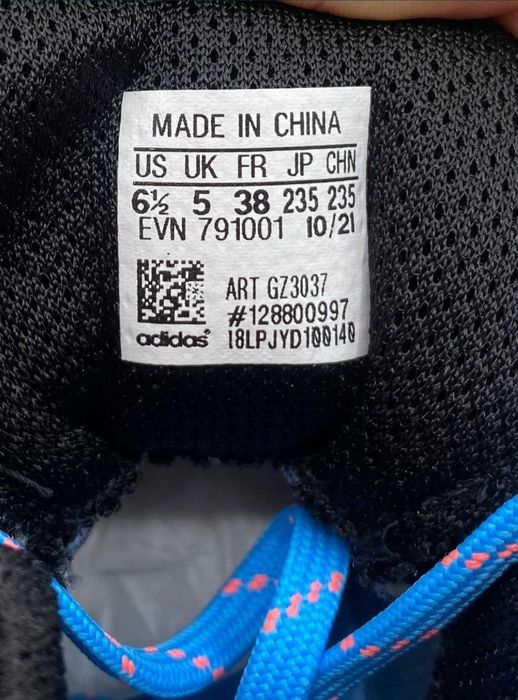 MADE IN CHINA
US UK FR JP CHN
6½ 5 38 235 235
EVN 791001 10/21
ART GZ3037
#128800997
adidas® 18LPJYD100140